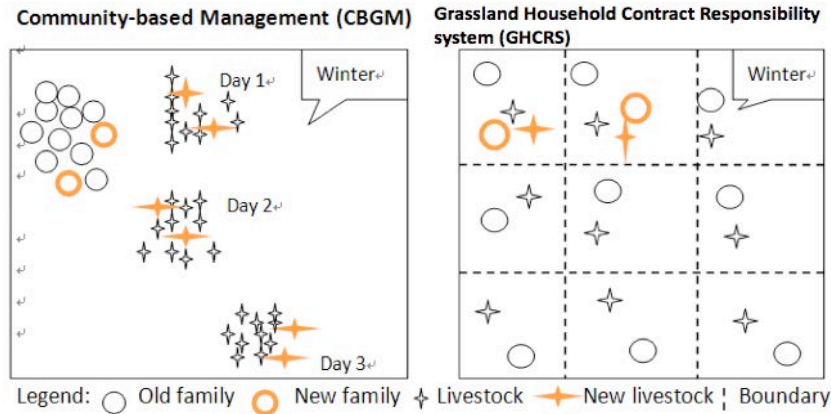 Community-based Management (CBGM)
Grassland Household Contract Responsibility
system (GHCRS)
Day 1
Winter
Day 2
Day 3
Winter
Legend: Old family New family Livestock New livestock Boundary